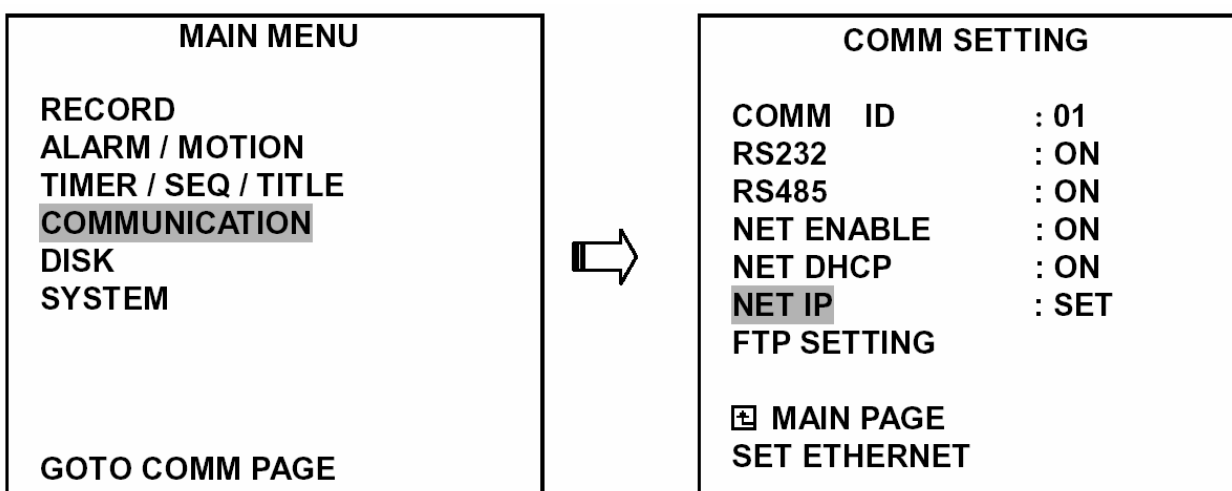 MAIN MENU
RECORD
ALARM / MOTION
TIMER / SEQ / TITLE
COMMUNICATION
DISK
SYSTEM
GOTO COMM PAGE
COMM SETTING
COMM ID : 01
RS232 : ON
RS485 : ON
NET ENABLE : ON
NET DHCP : ON
NET IP : SET
FTP SETTING
MAIN PAGE
SET ETHERNET